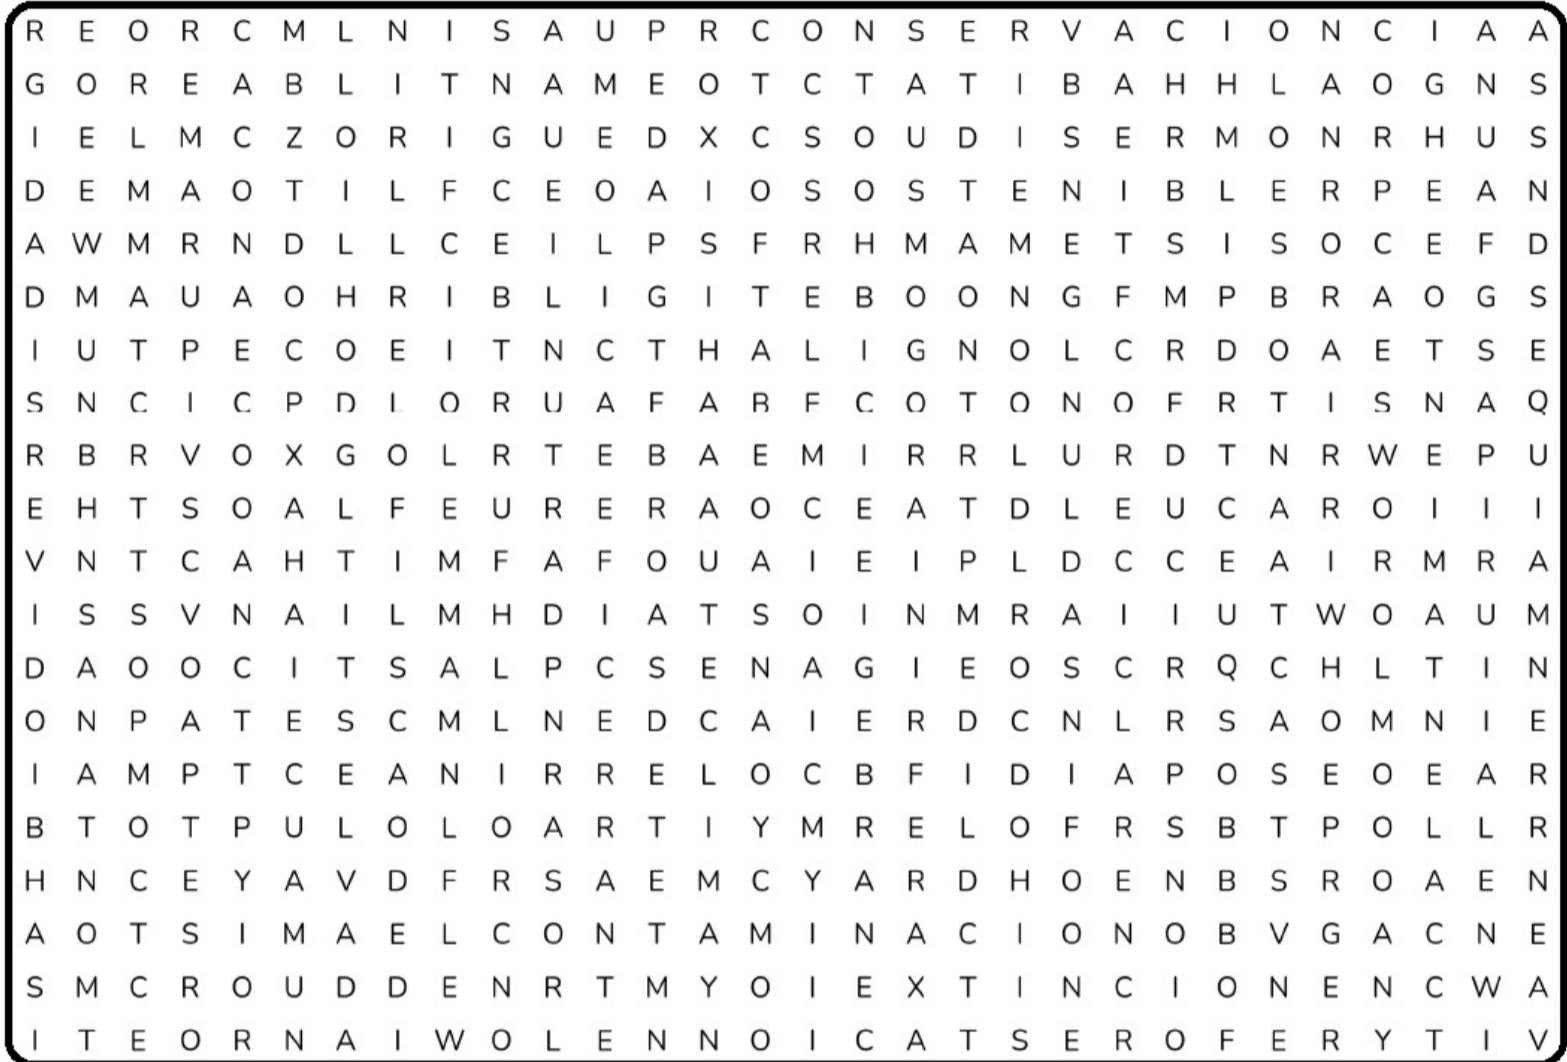 R E O R C M L N I S A U P R C O N S E R V A C I O N C I A A
G O R E A B L I T N A M E O T C T A T I B A H H L A O G N S
I E L M C Z O R I G U E D X C S O U D I S E R M O N R H U S
D E M A O T I L F C E O A I O S O S T E N I B L E R P E A N
A W M R N D L L C E I L P S F R H M A M E T S I S O C E F D
D M A U A O H R I B L I G I T E B O O N G F M P B R A O G S
I U T P E C O E I T N C T H A L I G N O L C R D O A E T S E
S N C I C P D L O R U A F A B F C O T O N O F R T I S N A Q
R B R V O X G O L R T E B A E M I R R L U R D T N R W E P U
E H T S O A L F E U R E R A O C E A T D L E U C A R O I I I
V N T C A H T I M F A F O U A I E I P L D C C E A I R M R A
I S S V N A I L M H D I A T S O I N M R A I I U T W O A U M
D A O O C I T S A L P C S E N A G I E O S C R Q C H L T I N
O N P A T E S C M L N E D C A I E R D C N L R S A O M N I E
I A M P T C E A N I R R E L O C B F I D I A P O S E O E A R
B T O T P U L O L O A R T I Y M R E L O F R S B T P O L L R
H N C E Y A V D F R S A E M C Y A R D H O E N B S R O A E N
A O T S I M A E L C O N T A M I N A C I O N O B V G A C N E
S M C R O U D D E N R T M Y O I E X T I N C I O N E N C W A
I T E O R N A I W O L E N N O I C A T S E R O F E R Y T I V